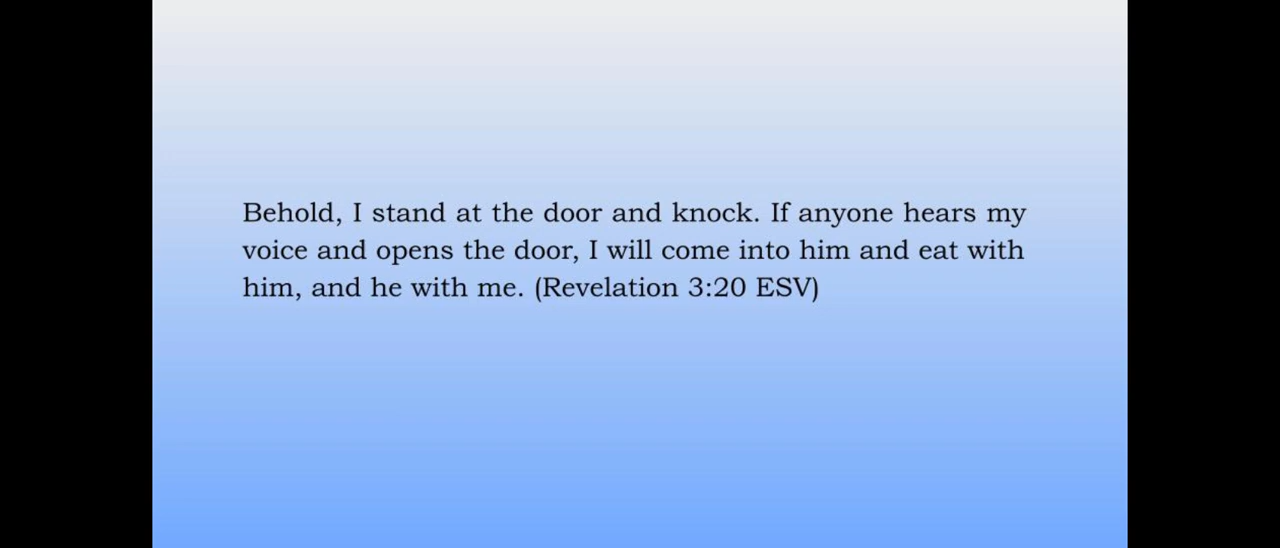 Behold, I stand at the door and knock. If anyone hears my
voice and opens the door, I will come into him and eat with
him, and he with me. (Revelation 3:20 ESV)